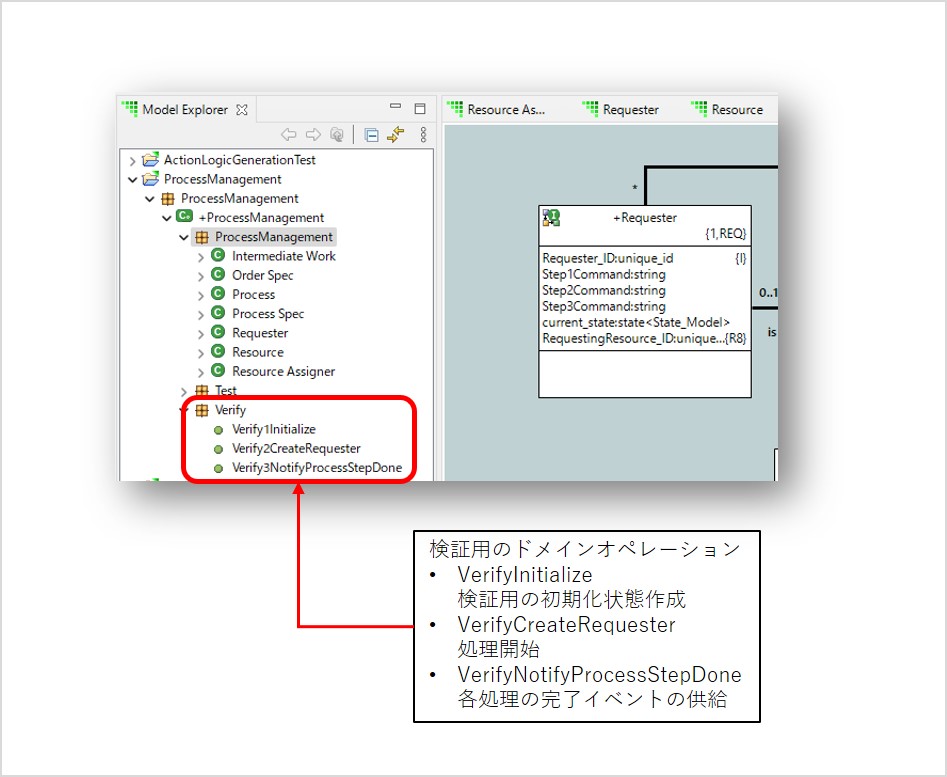 Model Explorer
Resource As...
Requester
Resource
ActionLogicGenerationTest
ProcessManagement
ProcessManagement
+ProcessManagement
ProcessManagement
Intermediate Work
Order Spec
Process
Process Spec
Requester
Resource
Resource Assigner
Test
Verify
Verify1Initialize
Verify2CreateRequester
Verify3NotifyProcessStepDone
*
+Requester
{1,REQ}
Requester_ID:unique_id {I}
Step1Command:string
Step2Command:string
Step3Command:string
current_state:state<State_Model>
RequestingResource_ID:unique...{R8}
0..1
is
検証用のドメインオペレーション
• VerifyInitialize
検証用の初期化状態作成
• VerifyCreateRequester
処理開始
• VerifyNotifyProcessStepDone
各処理の完了イベントの供給